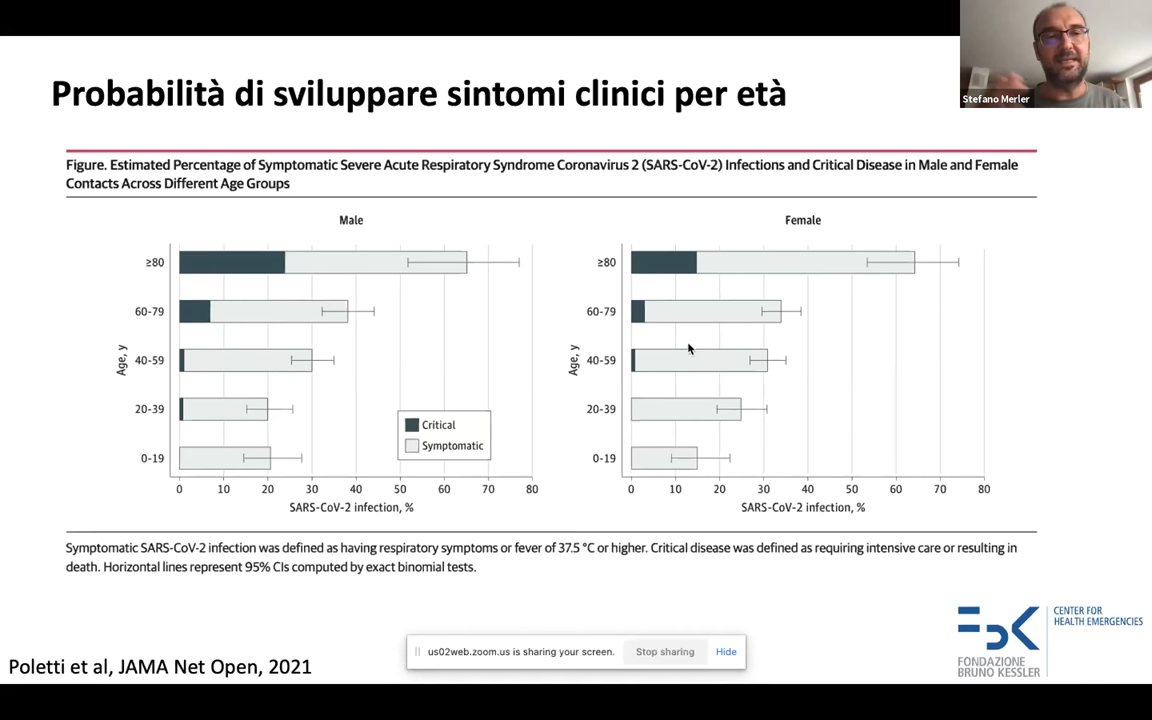 Stefano Merler
Probabilità di sviluppare sintomi clinici per età
Figure. Estimated Percentage of Symptomatic Severe Acute Respiratory Syndrome Coronavirus 2 (SARS-CoV-2) Infections and Critical Disease in Male and Female
Contacts Across Different Age Groups
Male
Age, y
≥80
60-79
40-59
20-39
0-19
Critical
Symptomatic
0 10 20 30 40 50 60 70 80
SARS-CoV-2 infection, %
Female
Age, y
≥80
60-79
40-59
20-39
0-19
0 10 20 30 40 50 60 70 80
SARS-CoV-2 infection, %
Symptomatic SARS-CoV-2 infection was defined as having respiratory symptoms or fever of 37.5 °C or higher. Critical disease was defined as requiring intensive care or resulting in
death. Horizontal lines represent 95% CIs computed by exact binomial tests.
Poletti et al, JAMA Net Open, 2021
us02web.zoom.us is sharing your screen.
Stop sharing
Hide
FBK
FONDAZIONE
BRUNO KESSLER
CENTER FOR
HEALTH EMERGENCIES